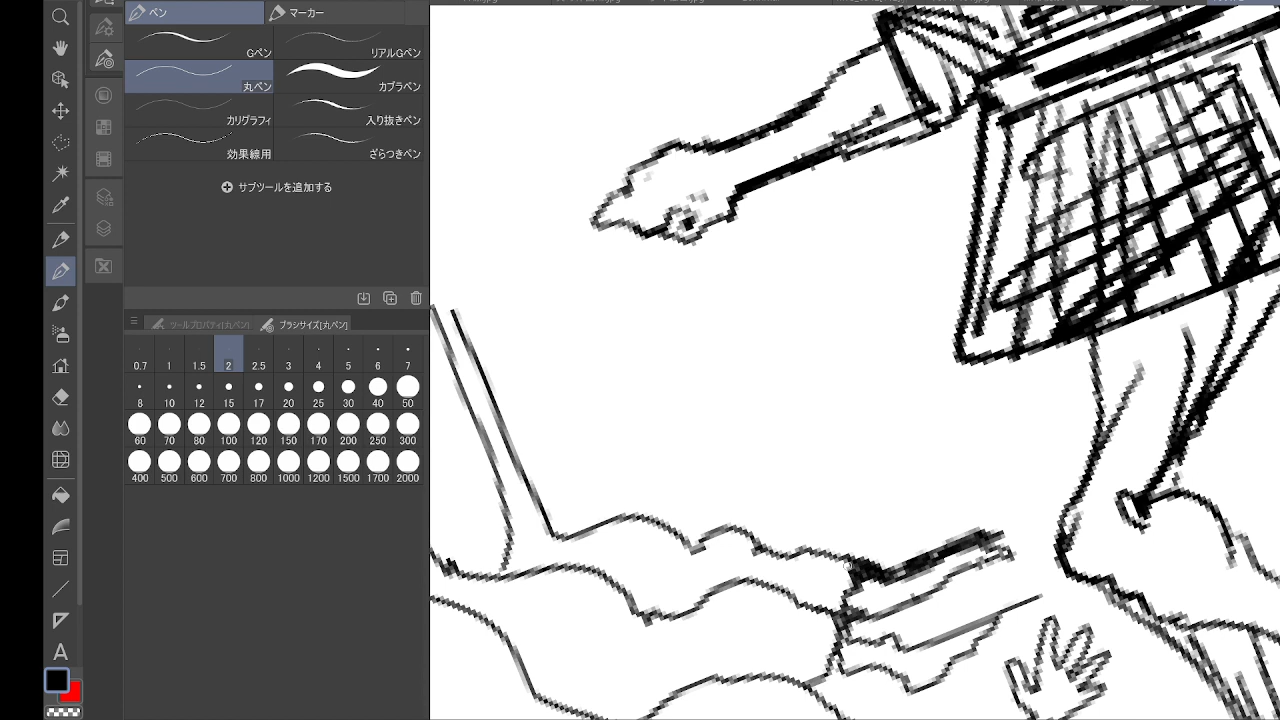 ペン
マーカー
Gペン
リアルGペン
丸ペン
カブラペン
カリグラフィ
入り抜きペン
効果線用
ざらつきペン
サブツールを追加する
ツールプロパティ[丸ペン]
ブラシサイズ[丸ペン]
0.7 1 1.5 2 2.5 3 4 5 6 7
8 10 12 15 17 20 25 30 40 50
60 70 80 100 120 150 170 200 250 300
400 500 600 700 800 1000 1200 1500 1700 2000